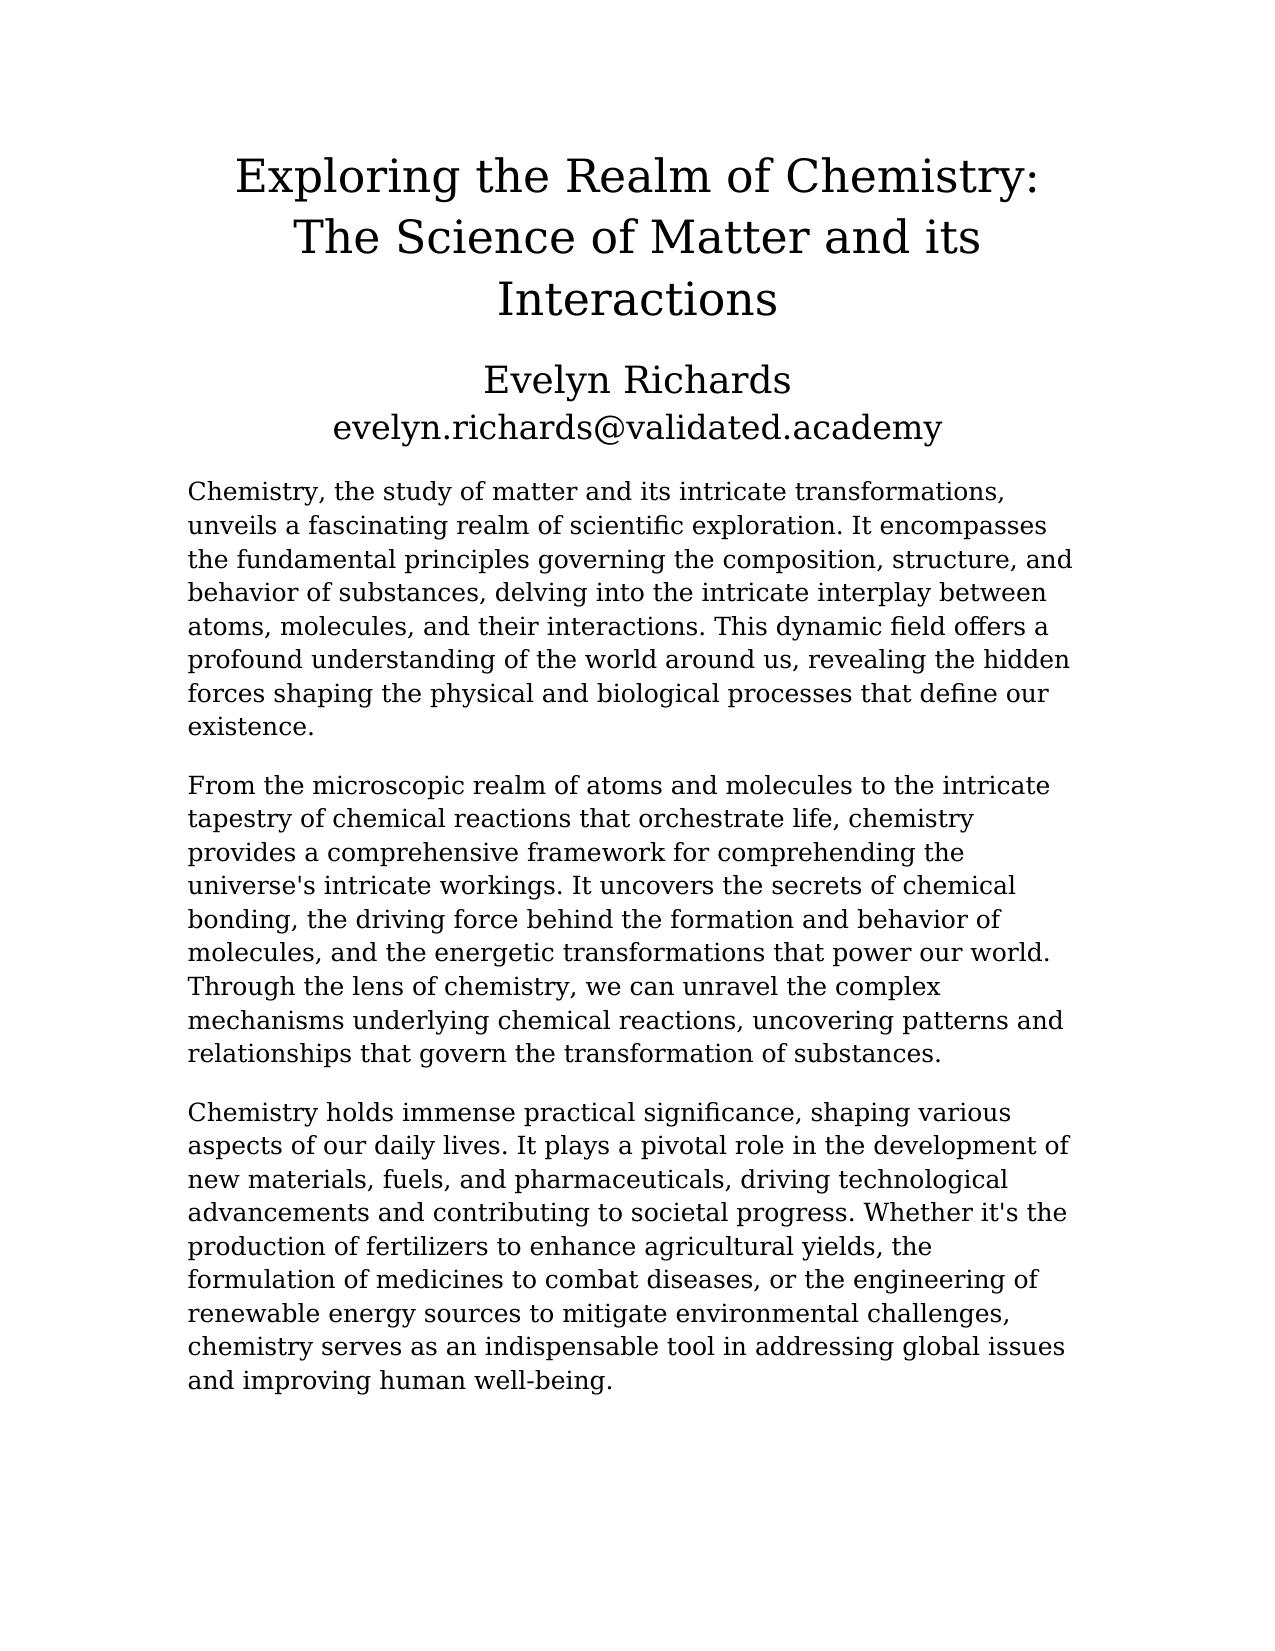 Exploring the Realm of Chemistry:
The Science of Matter and its
Interactions
Evelyn Richards
evelyn.richards@validated.academy
Chemistry, the study of matter and its intricate transformations,
unveils a fascinating realm of scientific exploration. It encompasses
the fundamental principles governing the composition, structure, and
behavior of substances, delving into the intricate interplay between
atoms, molecules, and their interactions. This dynamic field offers a
profound understanding of the world around us, revealing the hidden
forces shaping the physical and biological processes that define our
existence.
From the microscopic realm of atoms and molecules to the intricate
tapestry of chemical reactions that orchestrate life, chemistry
provides a comprehensive framework for comprehending the
universe's intricate workings. It uncovers the secrets of chemical
bonding, the driving force behind the formation and behavior of
molecules, and the energetic transformations that power our world.
Through the lens of chemistry, we can unravel the complex
mechanisms underlying chemical reactions, uncovering patterns and
relationships that govern the transformation of substances.
Chemistry holds immense practical significance, shaping various
aspects of our daily lives. It plays a pivotal role in the development of
new materials, fuels, and pharmaceuticals, driving technological
advancements and contributing to societal progress. Whether it's the
production of fertilizers to enhance agricultural yields, the
formulation of medicines to combat diseases, or the engineering of
renewable energy sources to mitigate environmental challenges,
chemistry serves as an indispensable tool in addressing global issues
and improving human well-being.